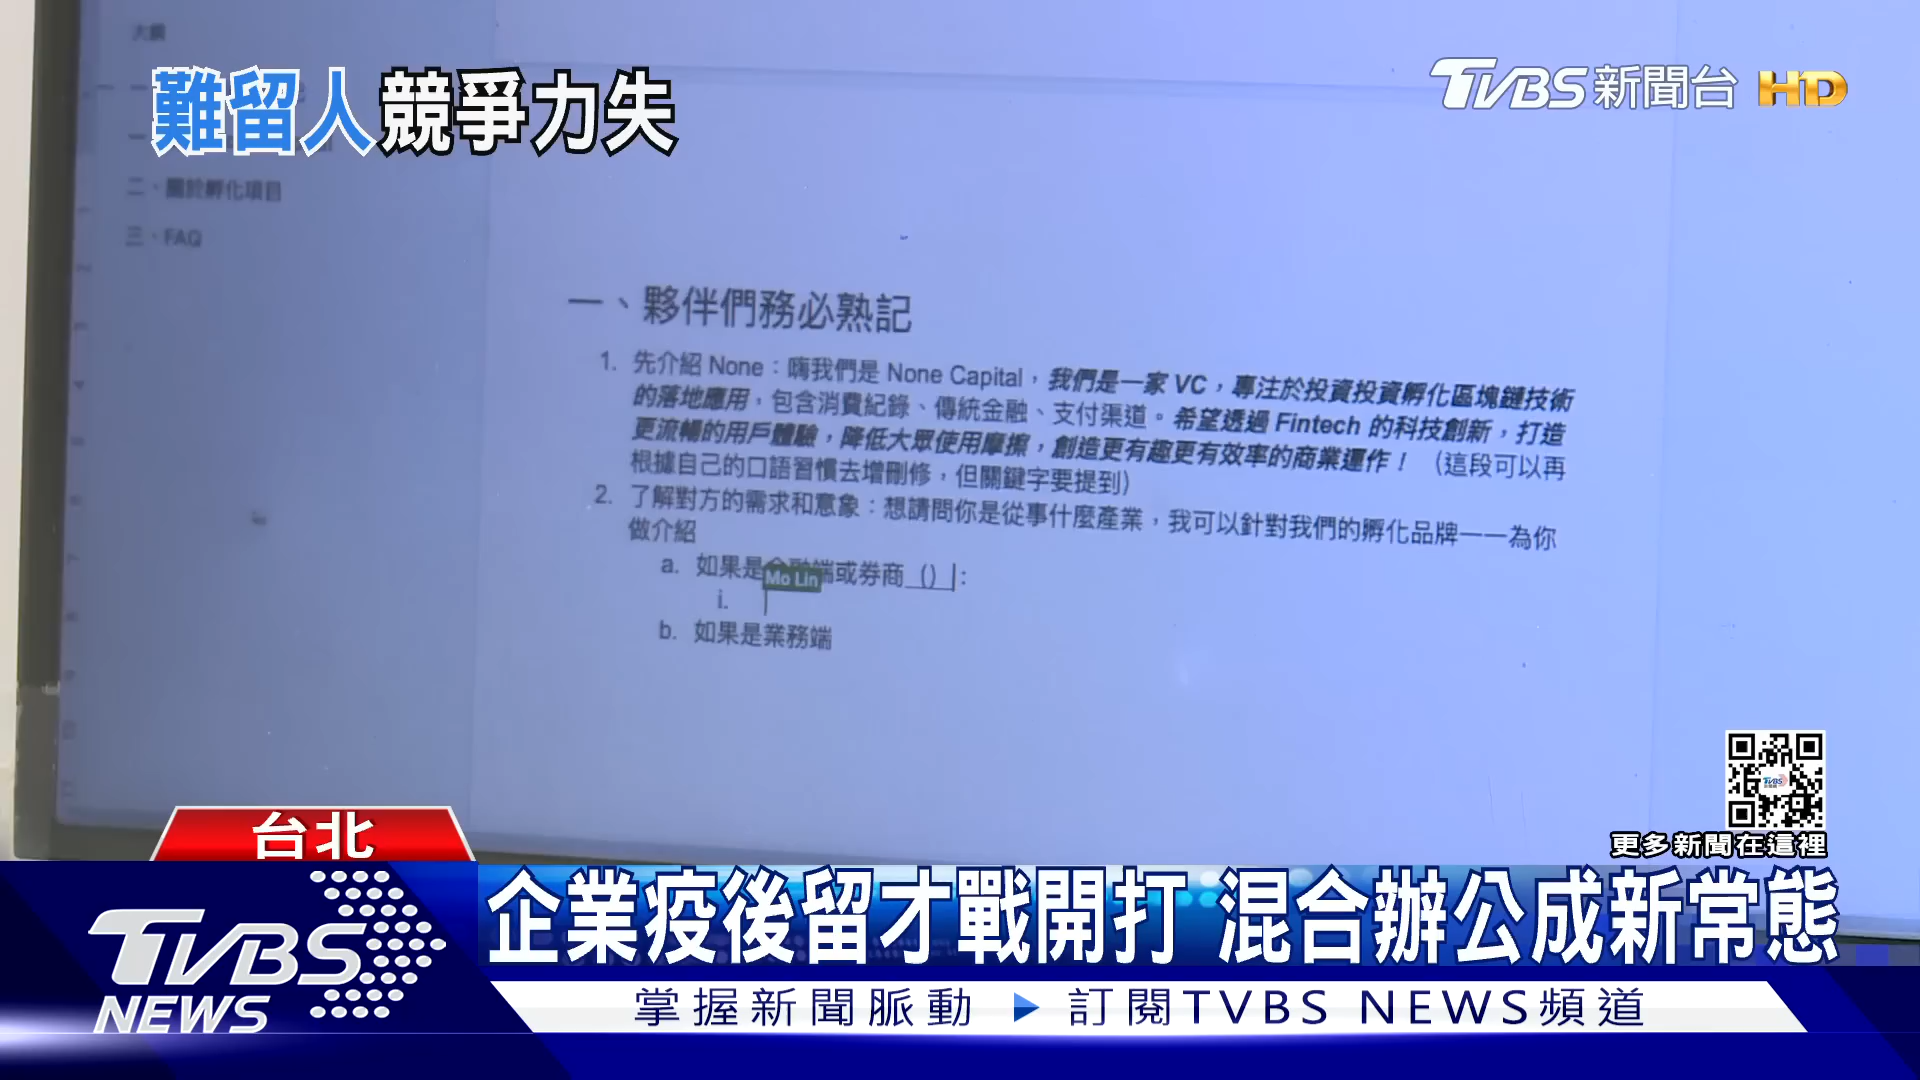 大綱
難留人競爭力失
TVBS新聞台 HD
二、關於孵化項目
三、FAQ
一、夥伴們務必熟記
1. 先介紹 None：嗨我們是 None Capital，我們是一家 VC，專注於投資投資孵化區塊鏈技術
的落地應用，包含消費紀錄、傳統金融、支付渠道。希望透過 Fintech 的科技創新，打造
更流暢的用戶體驗，降低大眾使用摩擦，創造更有趣更有效率的商業運作！（這段可以再
根據自己的口語習慣去增刪修，但關鍵字要提到）
2. 了解對方的需求和意象：想請問你是從事什麼產業，我可以針對我們的孵化品牌一一為你
做介紹
a. 如果是金融端或券商 () :
Mo Lin
i.
b. 如果是業務端
TVBS
更多新聞在這裡
台北
企業疫後留才戰開打 混合辦公成新常態
TVBS
NEWS
掌握新聞脈動 ▶ 訂閱TVBS NEWS頻道